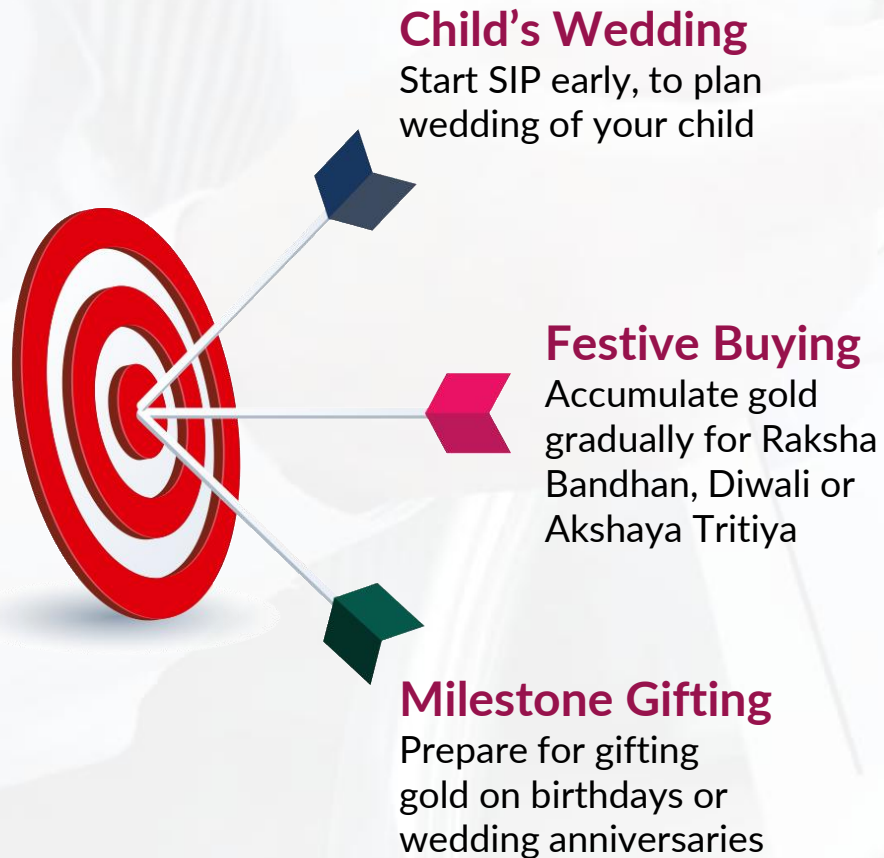 Child’s Wedding
Start SIP early, to plan
wedding of your child
Festive Buying
Accumulate gold
gradually for Raksha
Bandhan, Diwali or
Akshaya Tritiya
Milestone Gifting
Prepare for gifting
gold on birthdays or
wedding anniversaries